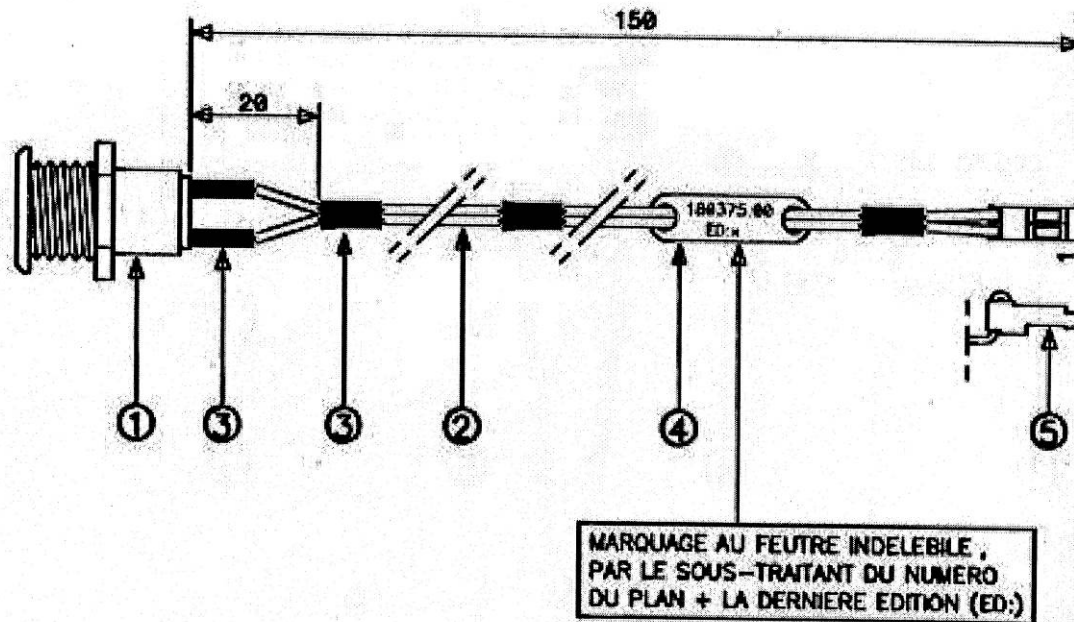 150
20
180375.00
ED:x
1
① ③ ③ ② ④ ⑤
MARQUAGE AU FEUTRE INDELEBILE,
PAR LE SOUS-TRAITANT DU NUMERO
DU PLAN + LA DERNIERE EDITION (ED:)